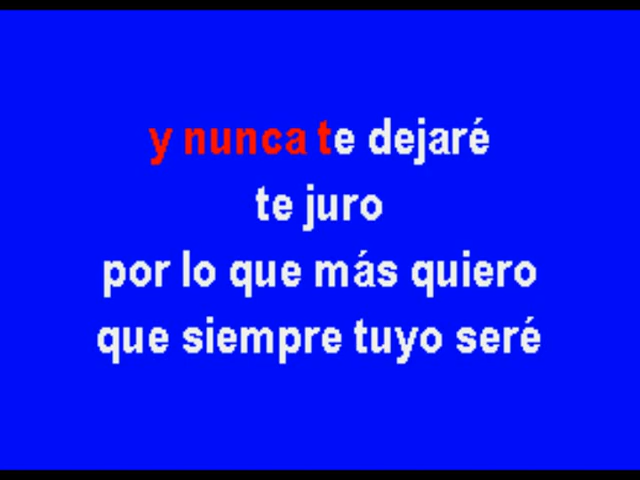 y nunca te dejaré
te juro
por lo que más quiero
que siempre tuyo seré